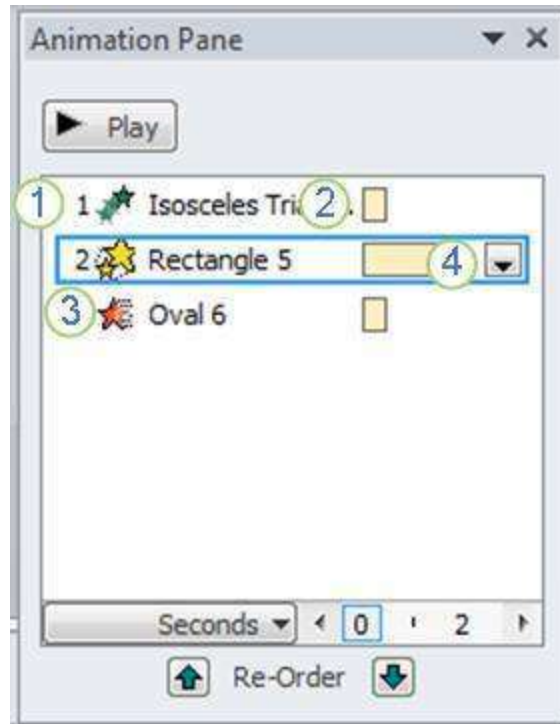 Animation Pane
Play
1 1 Isosceles Tri 2 .
2 Rectangle 5 4
3 Oval 6
Seconds 0 2
Re-Order